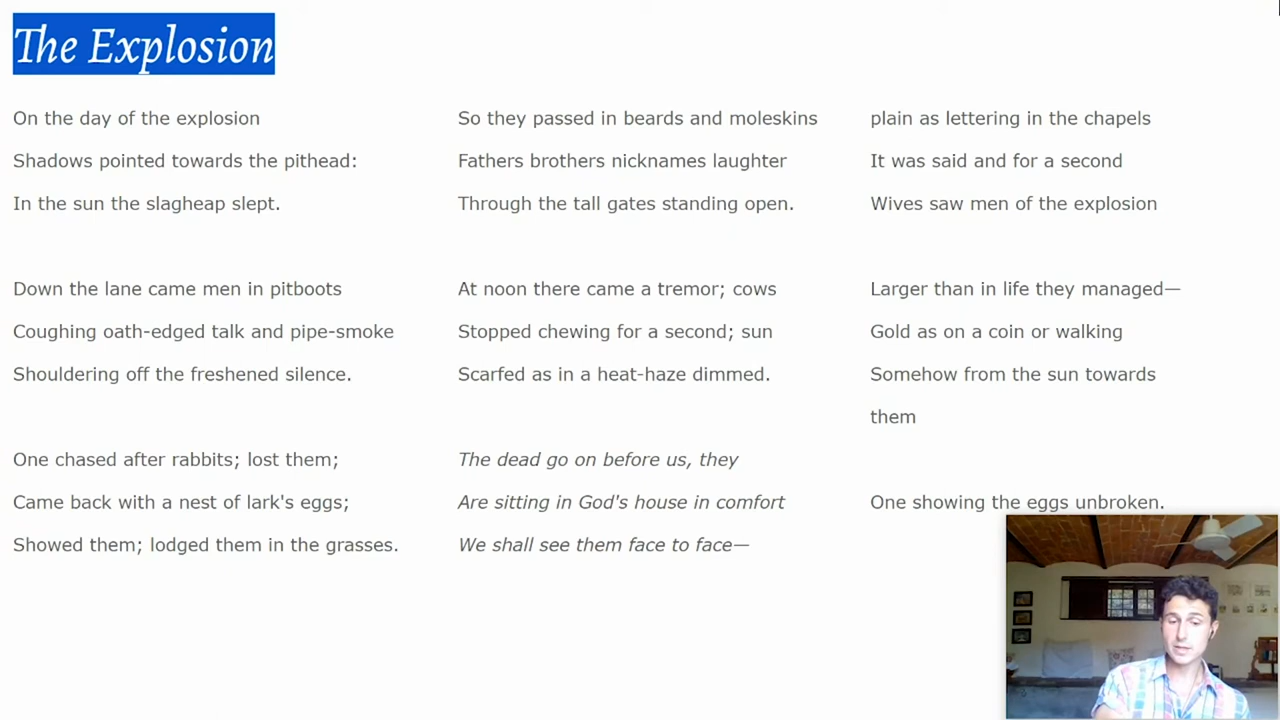 The Explosion
On the day of the explosion
Shadows pointed towards the pithead:
In the sun the slagheap slept.
Down the lane came men in pitboots
Coughing oath-edged talk and pipe-smoke
Shouldering off the freshened silence.
One chased after rabbits; lost them;
Came back with a nest of lark's eggs;
Showed them; lodged them in the grasses.
So they passed in beards and moleskins
Fathers brothers nicknames laughter
Through the tall gates standing open.
At noon there came a tremor; cows
Stopped chewing for a second; sun
Scarfed as in a heat-haze dimmed.
The dead go on before us, they
Are sitting in God's house in comfort
We shall see them face to face—
plain as lettering in the chapels
It was said and for a second
Wives saw men of the explosion
Larger than in life they managed—
Gold as on a coin or walking
Somehow from the sun towards
them
One showing the eggs unbroken.